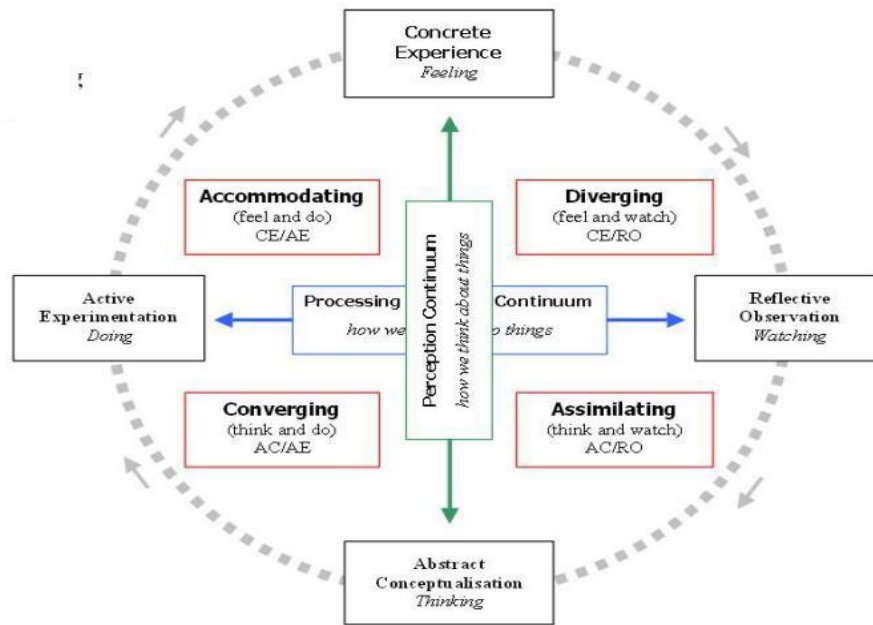 Concrete
Experience
Feeling
Accommodating
(feel and do)
CE/AE
Diverging
(feel and watch)
CE/RO
Perception Continuum
how we think about things
Active
Experimentation
Doing
Processing Continuum
how we o things
Reflective
Observation
Watching
Converging
(think and do)
AC/AE
Assimilating
(think and watch)
AC/RO
Abstract
Conceptualisation
Thinking